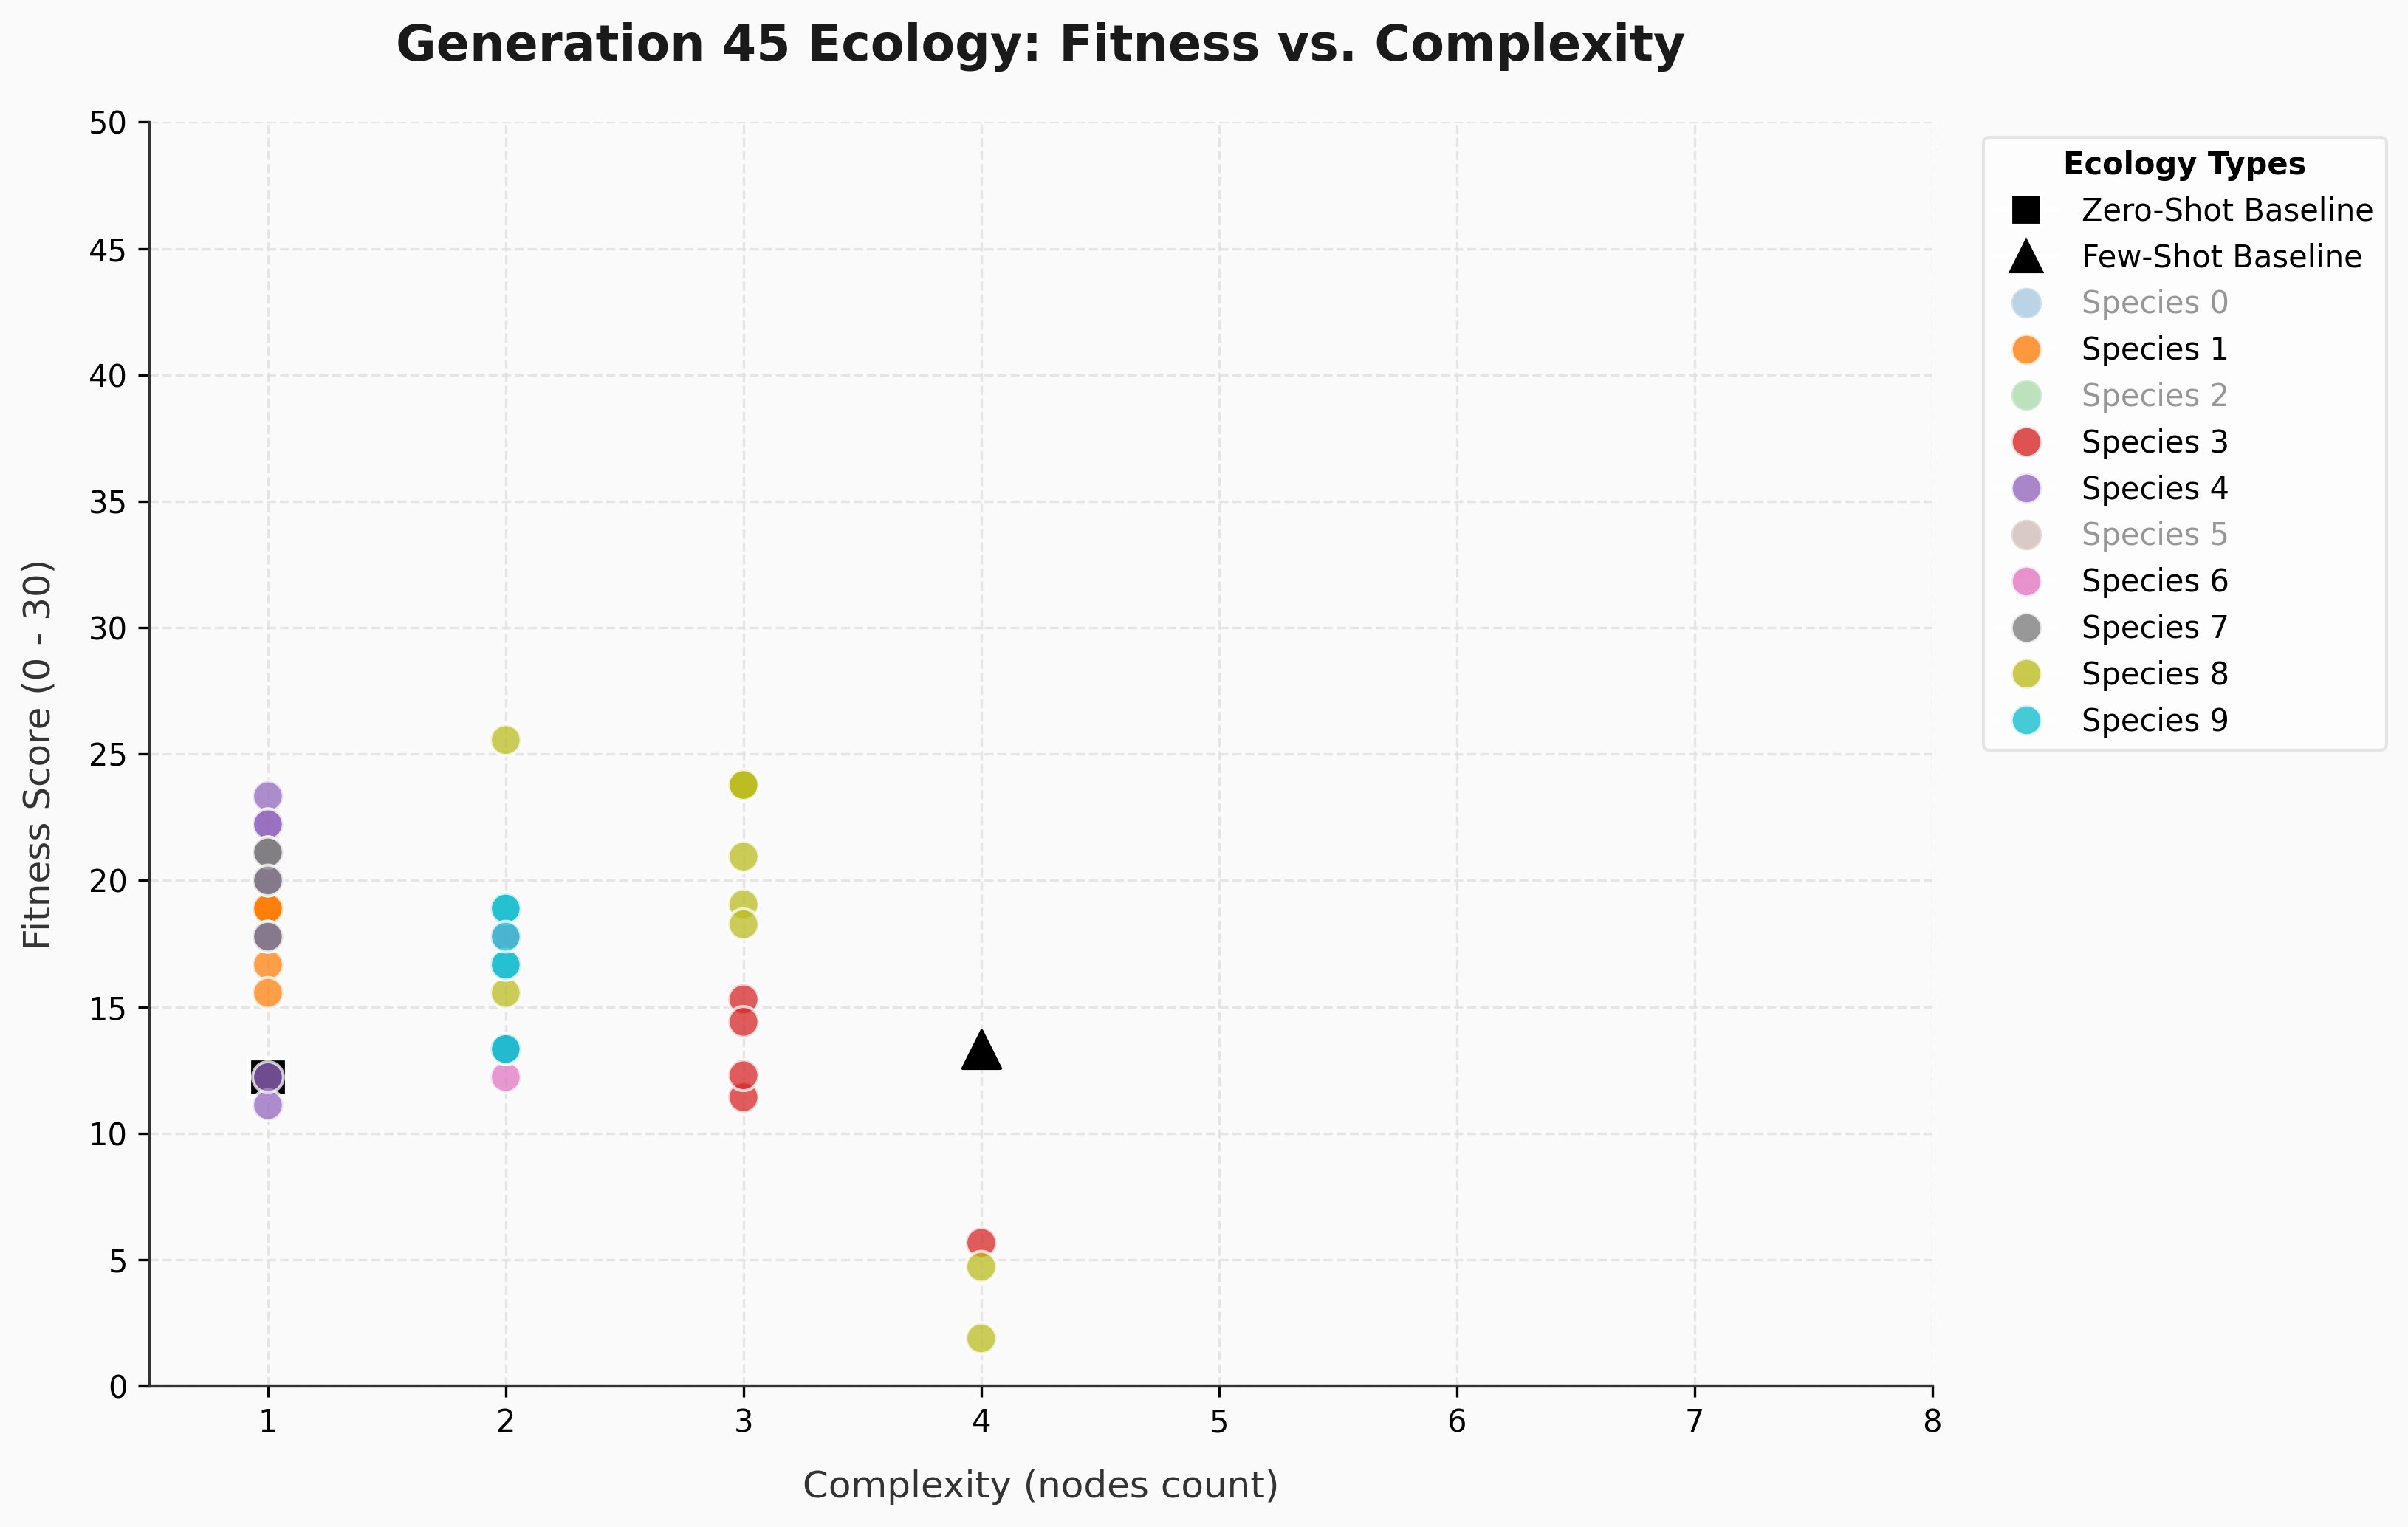 Generation 45 Ecology: Fitness vs. Complexity
50
45
40
35
30
25
20
15
10
5
0
Fitness Score (0 - 30)
1 2 3 4 5 6 7 8
Complexity (nodes count)
Ecology Types
Zero-Shot Baseline
Few-Shot Baseline
Species 0
Species 1
Species 2
Species 3
Species 4
Species 5
Species 6
Species 7
Species 8
Species 9